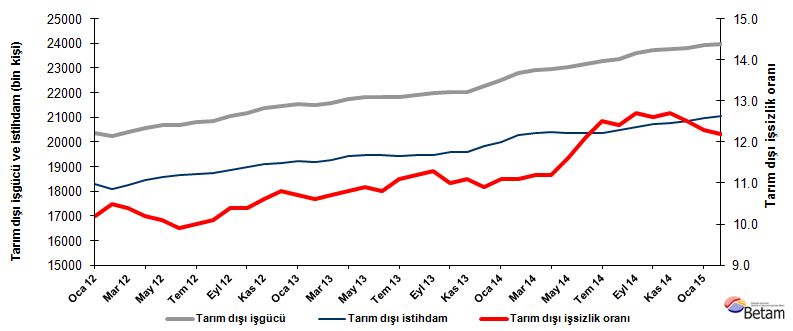 Tarım dışı işgücü ve istihdam (bin kişi)
25000
24000
23000
22000
21000
20000
19000
18000
17000
16000
15000
15.0
14.0
13.0
12.0
11.0
10.0
9.0
Tarım dışı işsizlik oranı
Oca 12
Mar 12
May 12
Tem 12
Eyl 12
Kas 12
Oca 13
Mar 13
May 13
Tem 13
Eyl 13
Kas 13
Oca 14
Mar 14
May 14
Tem 14
Eyl 14
Kas 14
Oca 15
Tarım dışı işgücü
Tarım dışı istihdam
Tarım dışı işsizlik oranı
Betam